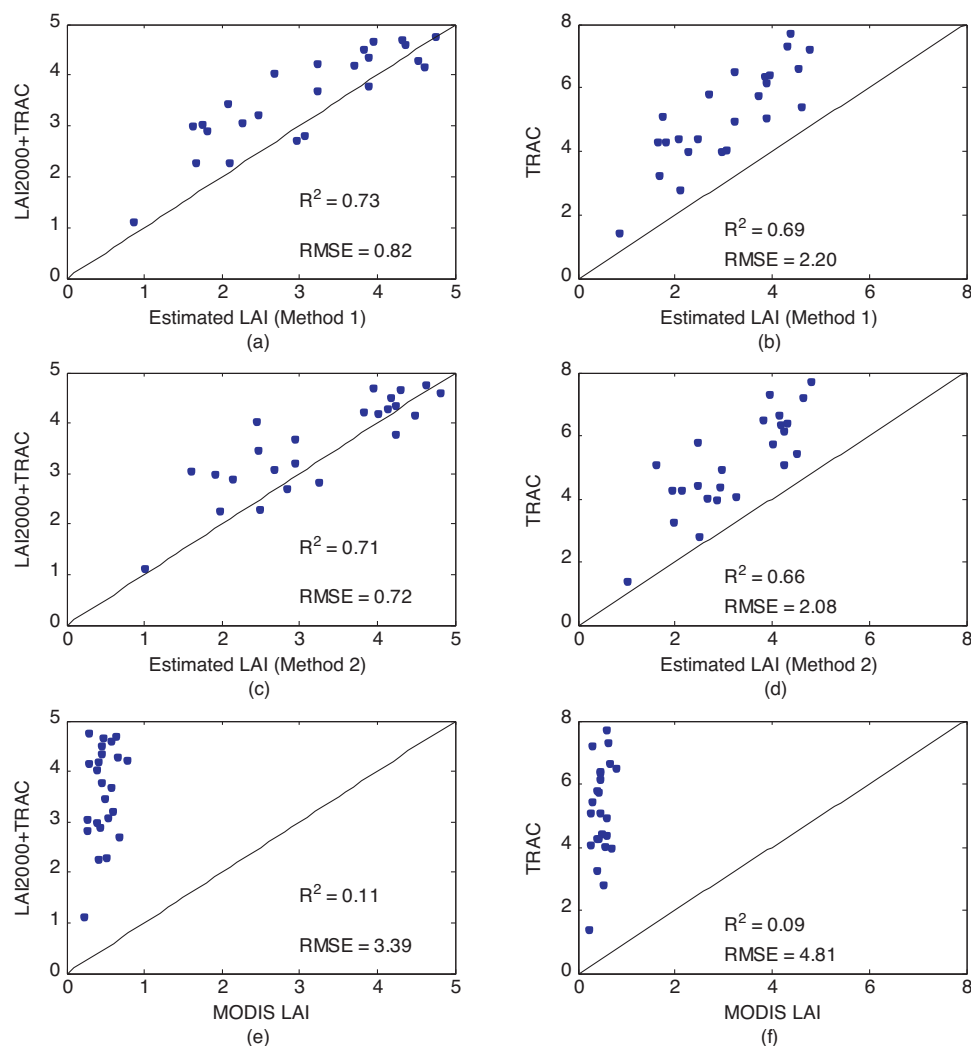 5
4
3
2
1
0
LAI2000+TRAC
R² = 0.73
RMSE = 0.82
0 1 2 3 4 5
Estimated LAI (Method 1)
(a)
8
6
4
2
0
TRAC
R² = 0.69
RMSE = 2.20
0 2 4 6 8
Estimated LAI (Method 1)
(b)
5
4
3
2
1
0
LAI2000+TRAC
R² = 0.71
RMSE = 0.72
0 1 2 3 4 5
Estimated LAI (Method 2)
(c)
8
6
4
2
0
TRAC
R² = 0.66
RMSE = 2.08
0 2 4 6 8
Estimated LAI (Method 2)
(d)
5
4
3
2
1
0
LAI2000+TRAC
R² = 0.11
RMSE = 3.39
0 1 2 3 4 5
MODIS LAI
(e)
8
6
4
2
0
TRAC
R² = 0.09
RMSE = 4.81
0 2 4 6 8
MODIS LAI
(f)